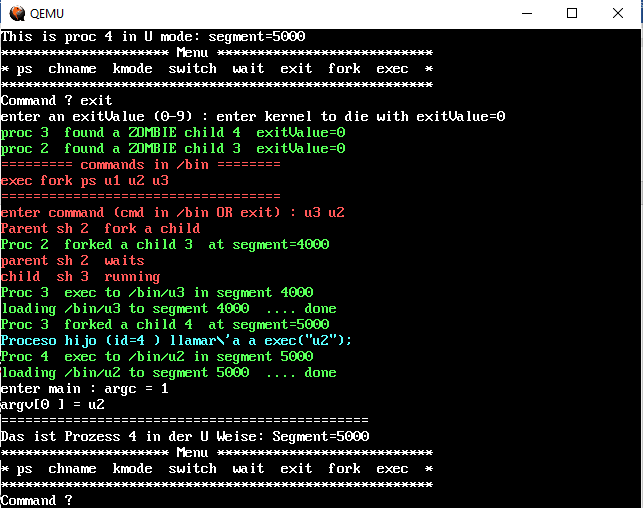 QEMU
This is proc 4 in U mode: segment=5000
********************* Menu ***************************
* ps  chname  kmode  switch  wait  exit  fork  exec  *
******************************************************
Command ? exit
enter an exitValue (0-9) : enter kernel to die with exitValue=0
proc 3  found a ZOMBIE child 4  exitValue=0
proc 2  found a ZOMBIE child 3  exitValue=0
========= commands in /bin ========
exec fork ps u1 u2 u3
===================================
enter command (cmd in /bin OR exit) : u3 u2
Parent sh 2  fork a child
Proc 2  forked a child 3  at segment=4000
parent sh 2  waits
child  sh 3  running
Proc 3  exec to /bin/u3 in segment 4000
loading /bin/u3 to segment 4000  .... done
Proc 3  forked a child 4  at segment=5000
Proceso hijo (id=4 ) llamar\'a a exec("u2");
Proc 4  exec to /bin/u2 in segment 5000
loading /bin/u2 to segment 5000  .... done
enter main : argc = 1
argv[0 ] = u2
==============================================
Das ist Prozess 4 in der U Weise: Segment=5000
********************* Menu ***************************
* ps  chname  kmode  switch  wait  exit  fork  exec  *
******************************************************
Command ?